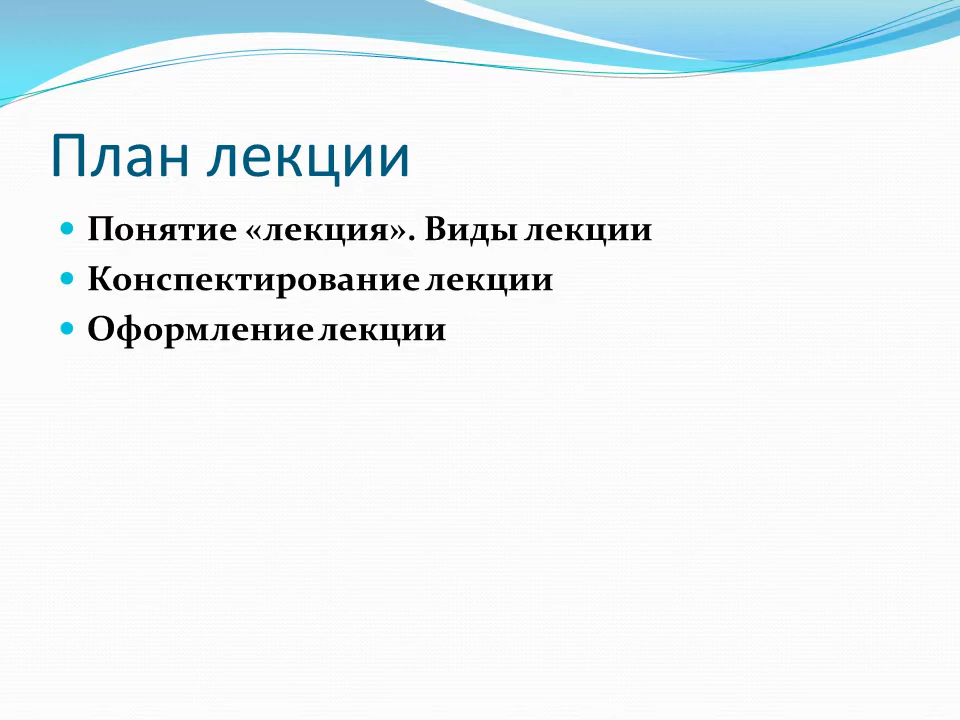 План лекции
Понятие «лекция». Виды лекции
Конспектирование лекции
Оформление лекции